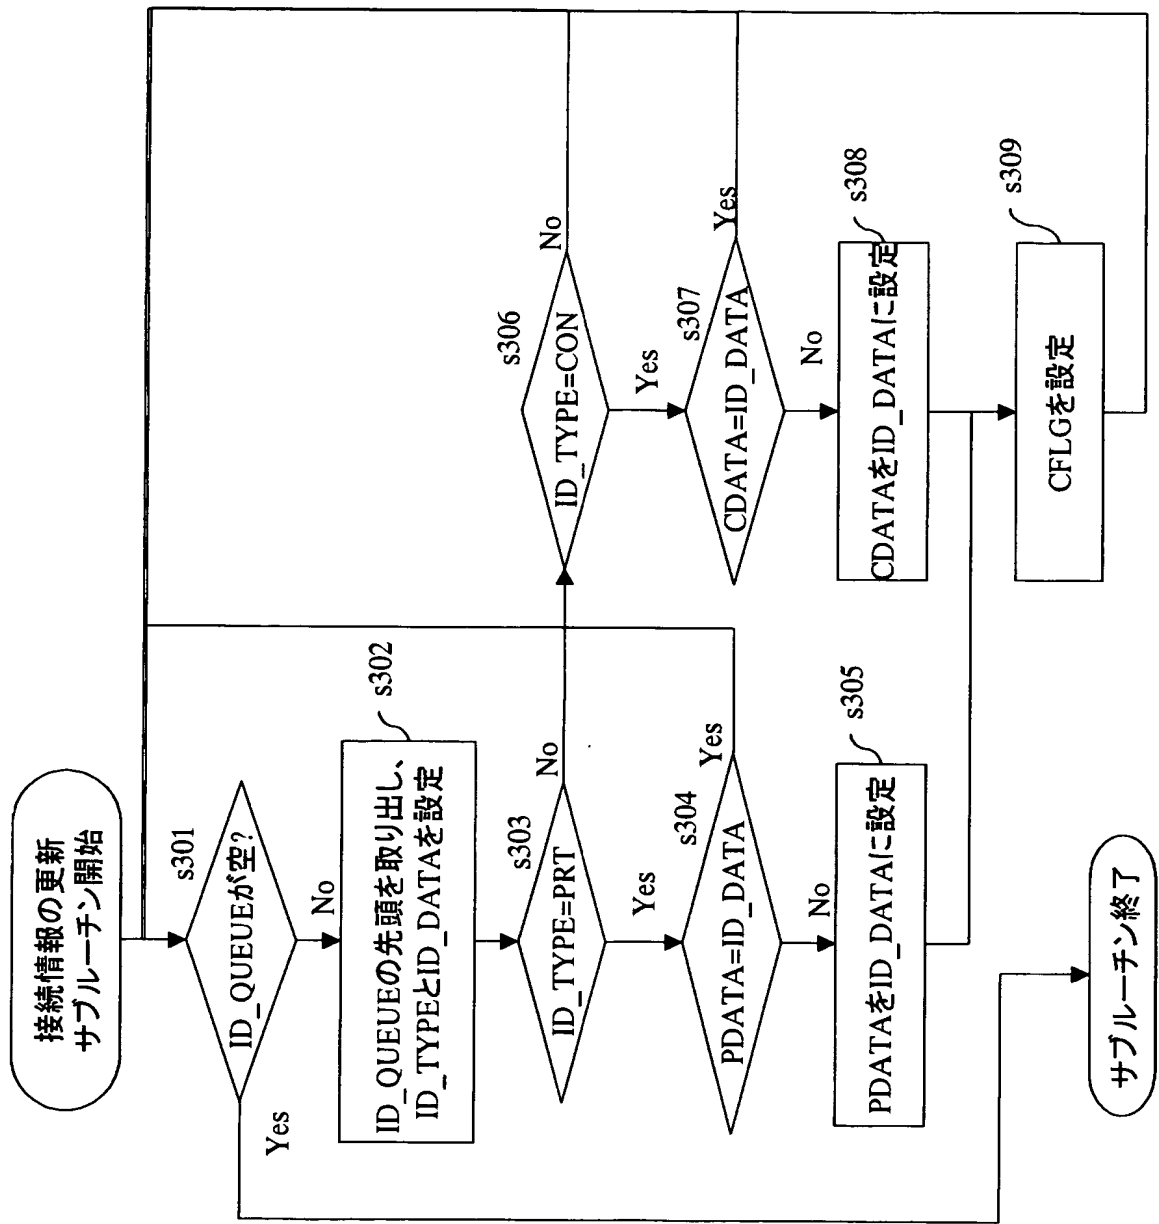 接続情報の更新
サブルーチン開始
s301
ID_QUEUEが空?
Yes
No
s302
ID_QUEUEの先頭を取り出し、
ID_TYPEとID_DATAを設定
s303
ID_TYPE=PRT
No
Yes
s304
PDATA=ID_DATA
Yes
No
s305
PDATAをID_DATAに設定
s306
ID_TYPE=CON
No
Yes
s307
CDATA=ID_DATA
Yes
No
s308
CDATAをID_DATAに設定
s309
CFLGを設定
サブルーチン終了